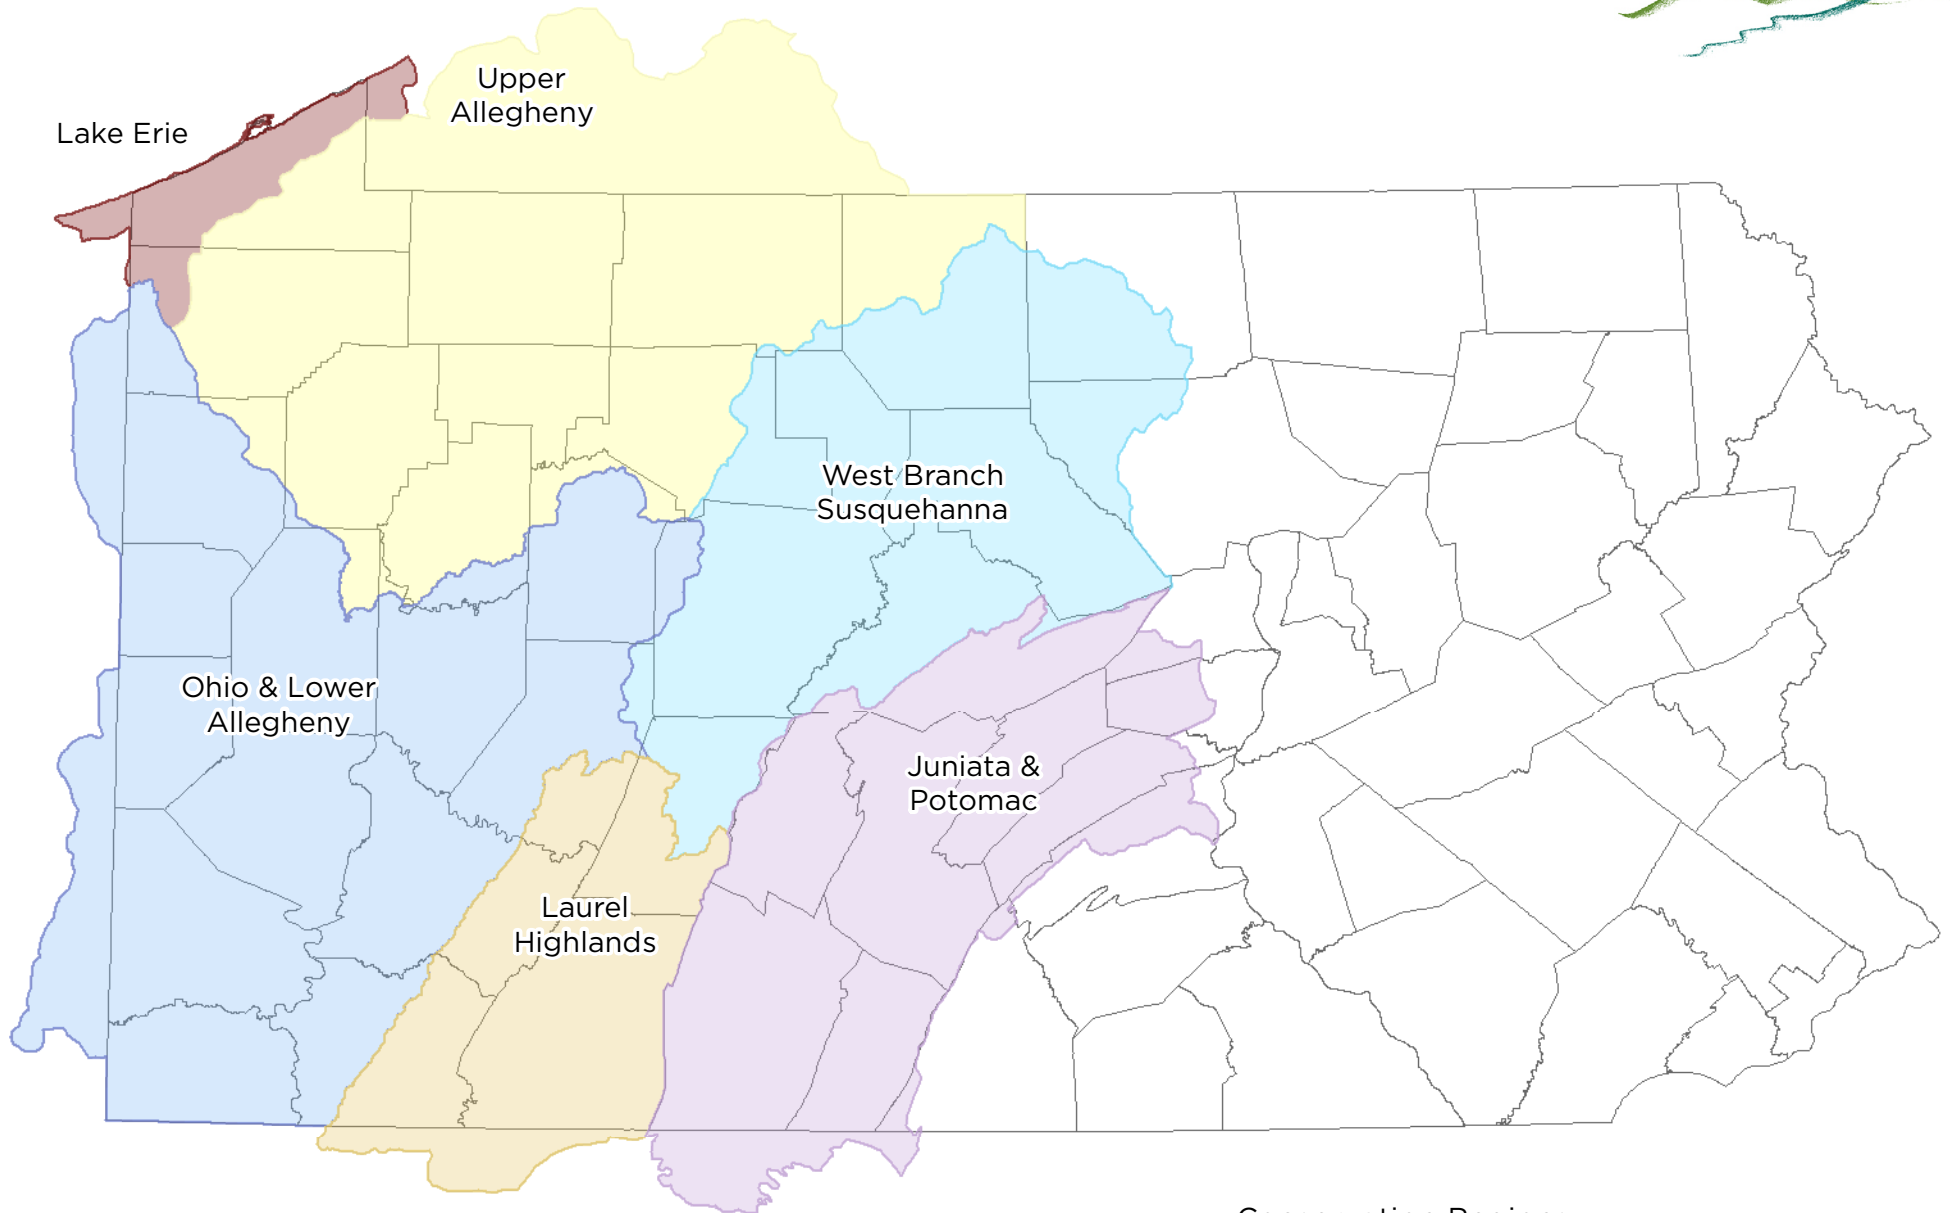 Upper
Allegheny
Lake Erie
West Branch
Susquehanna
Ohio & Lower
Allegheny
Juniata &
Potomac
Laurel
Highlands